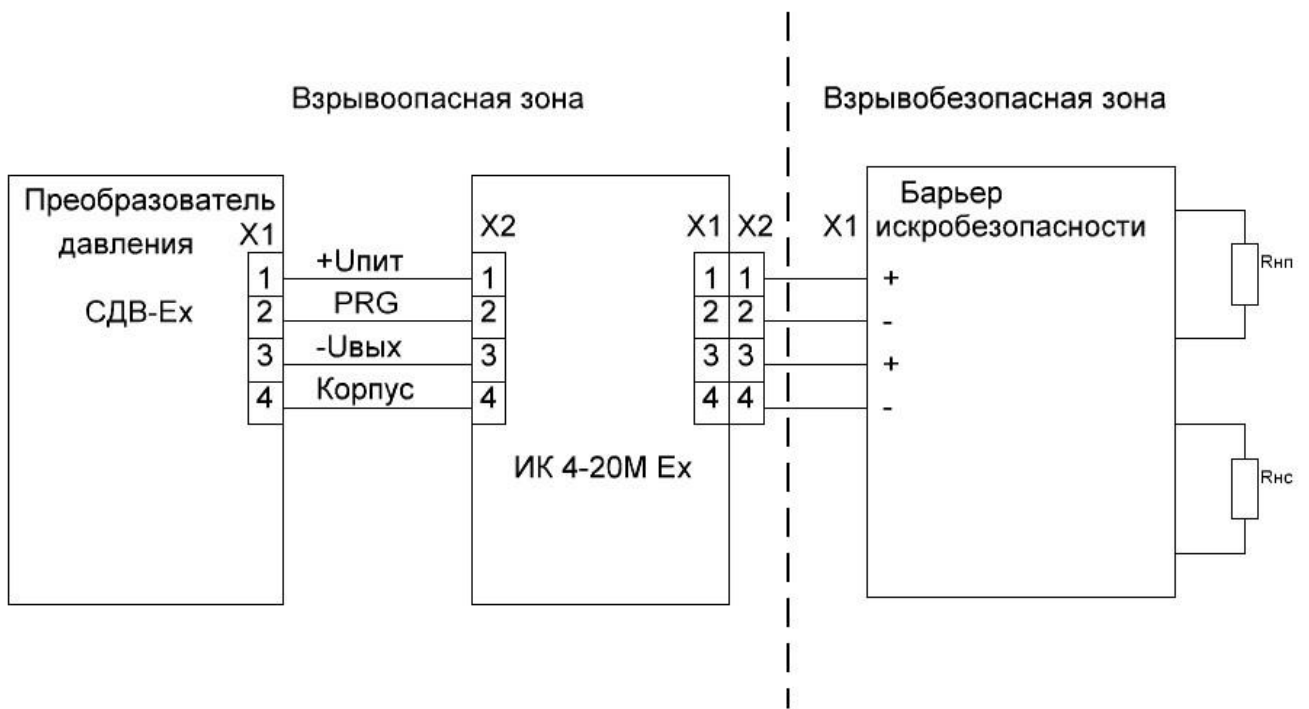 Взрывоопасная зона
Взрывобезопасная зона
Преобразователь
давления
СДВ-Ех
X1
1
2
3
4
+Uпит
PRG
-Uвых
Корпус
X2
1
2
3
4
ИК 4-20М Ех
X1 X2
1 1
2 2
3 3
4 4
X1
Барьер
искробезопасности
+
-
+
-
Rнп
Rнс